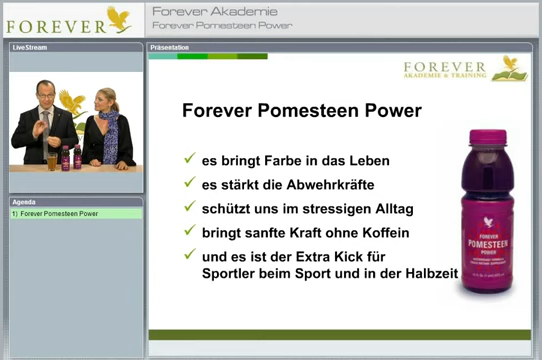 FOREVER
Forever Akademie
Forever Pomesteen Power
LiveStream
Präsentation
FOREVER
AKADEMIE & TRAINING
Forever Pomesteen Power
es bringt Farbe in das Leben
es stärkt die Abwehrkräfte
schützt uns im stressigen Alltag
bringt sanfte Kraft ohne Koffein
und es ist der Extra Kick für
Sportler beim Sport und in der Halbzeit
FOREVER
POMESTEEN
POWER
Agenda
1) Forever Pomesteen Power